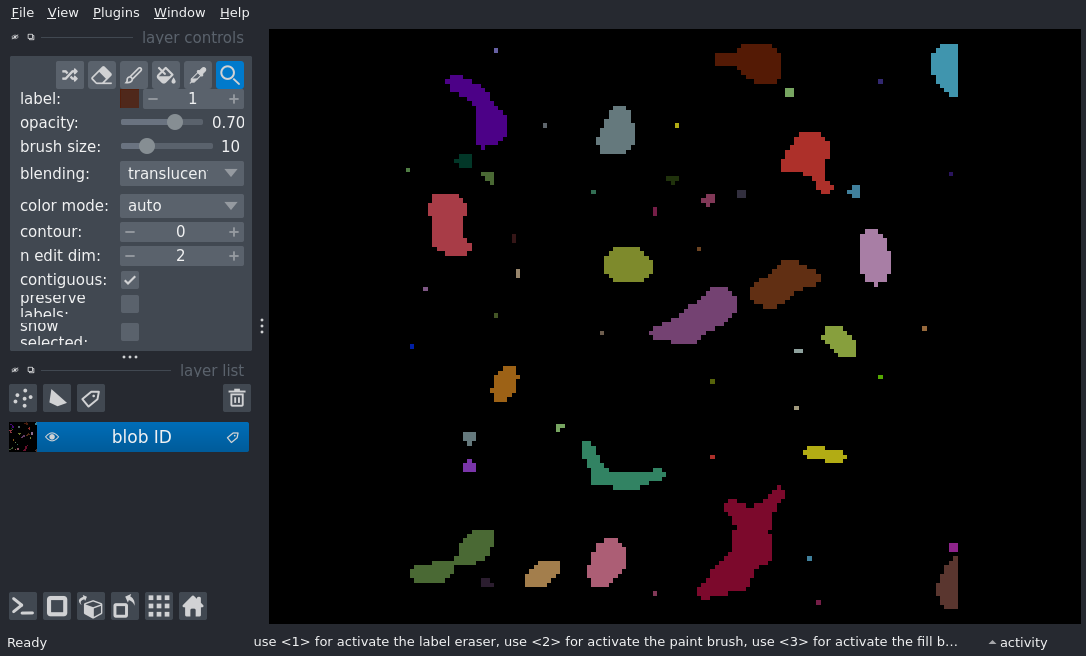 File View Plugins Window Help
layer controls
label: 1
opacity: 0.70
brush size: 10
blending: translucen
color mode: auto
contour: 0
n edit dim: 2
contiguous:
preserve
labels:
show
selected:
layer list
blob ID
Ready use <1> for activate the label eraser, use <2> for activate the paint brush, use <3> for activate the fill b... activity